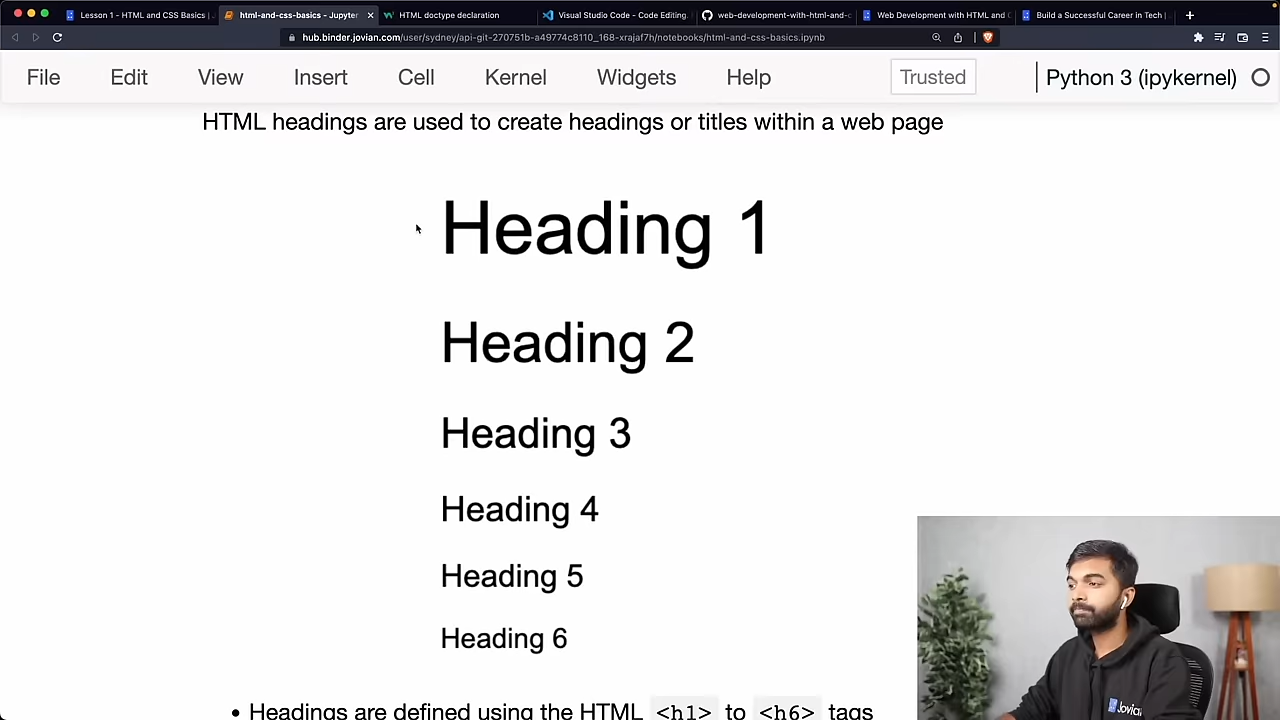 Lesson 1 - HTML and CSS Basics |
html-and-css-basics - Jupyter
HTML doctype declaration
Visual Studio Code - Code Editing.
web-development-with-html-and-c
Web Development with HTML and C
Build a Successful Career in Tech |
hub.binder.jovian.com/user/sydney/api-git-270751b-a49774c8110_168-xrajaf7h/notebooks/html-and-css-basics.ipynb
File Edit View Insert Cell Kernel Widgets Help Trusted Python 3 (ipykernel)
HTML headings are used to create headings or titles within a web page
Heading 1
Heading 2
Heading 3
Heading 4
Heading 5
Heading 6
• Headings are defined using the HTML <h1> to <h6> tags
Jovian